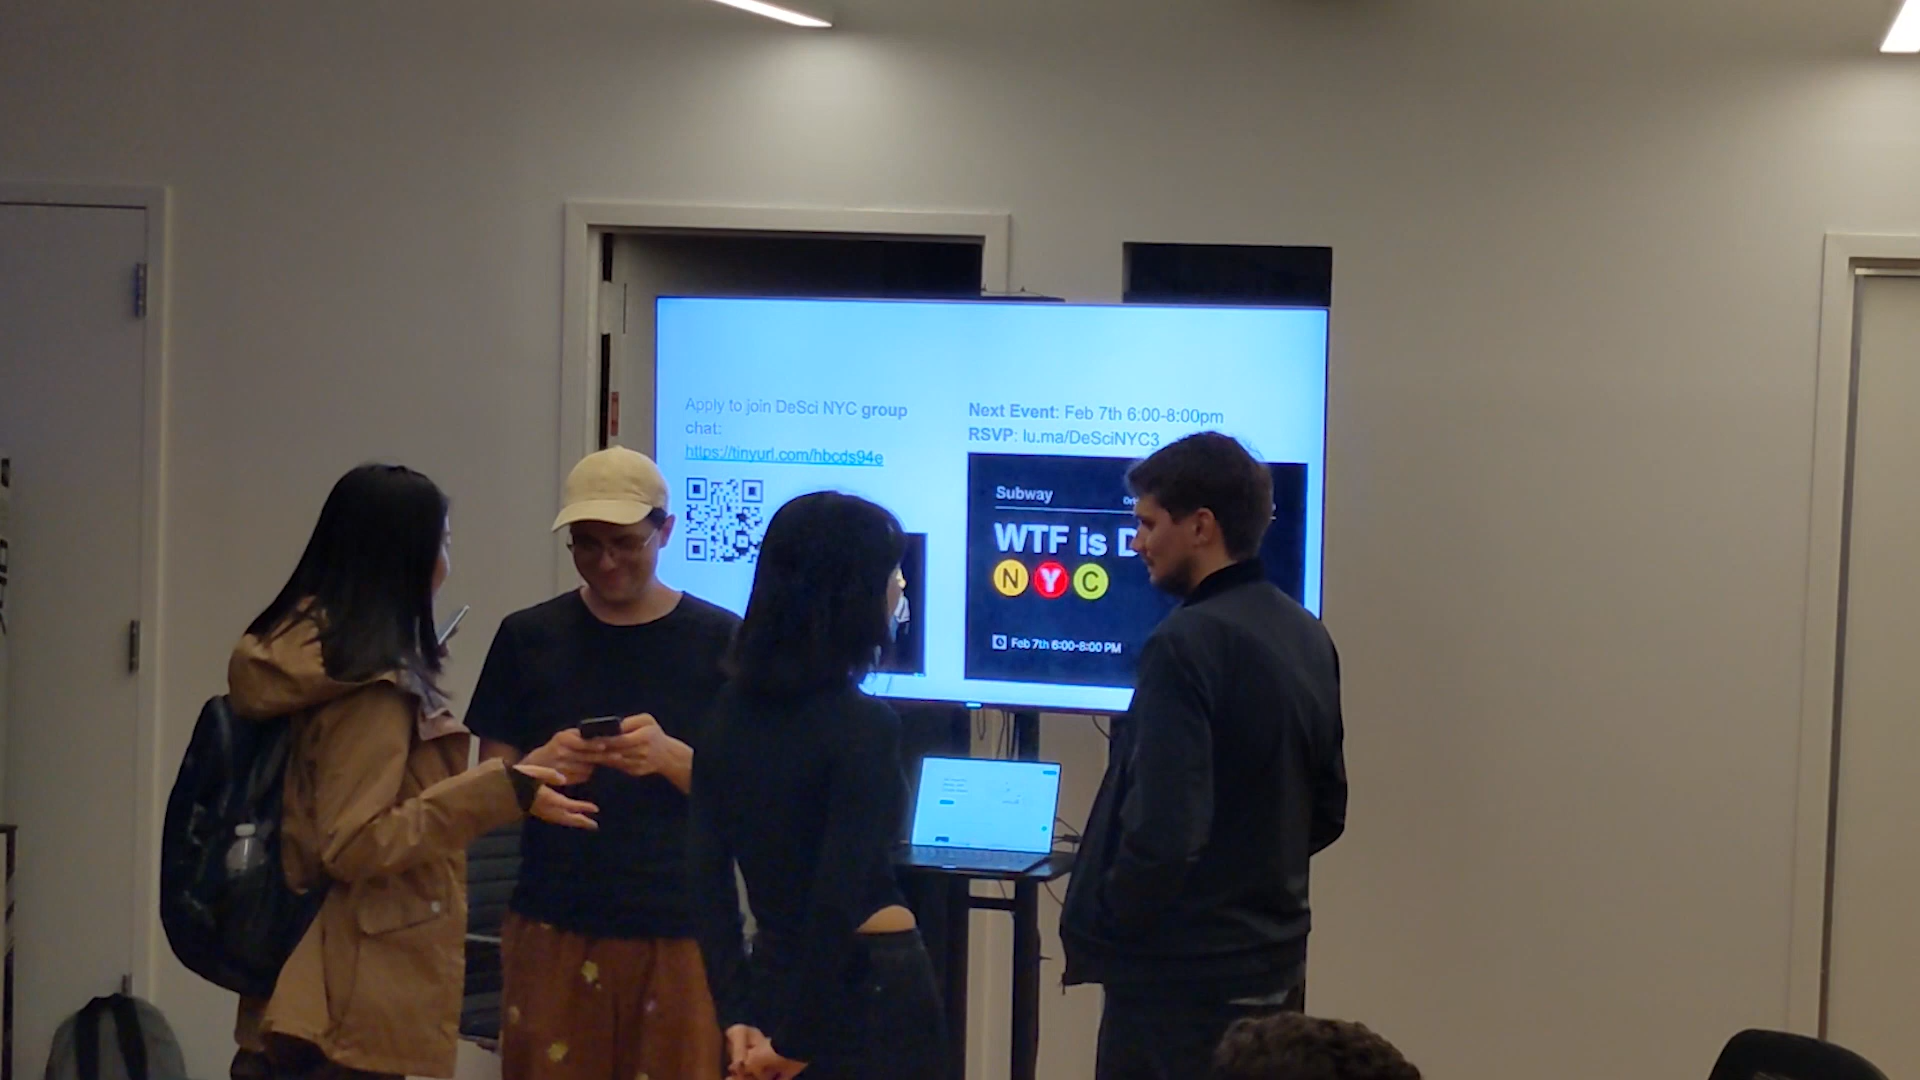 Apply to join DeSci NYC group
chat:
https://tinyurl.com/hbcds94e
Next Event: Feb 7th 6:00-8:00pm
RSVP: lu.ma/DeSciNYC3
Subway
WTF is D
N Y C
Feb 7th 6:00-8:00 PM